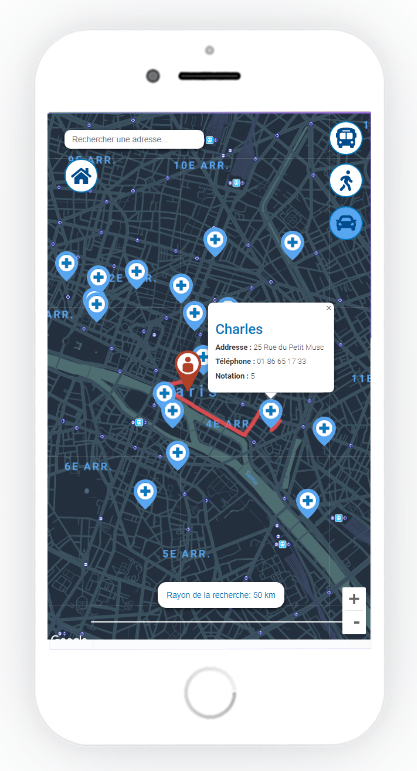 Rechercher une adresse
9E ARR.
10E ARR.
2E ARR.
ARR.
×
Charles
Addresse : 25 Rue du Petit Musc
Téléphone : 01 86 65 17 33
Notation : 5
11E
Paris
4E ARR.
6E ARR.
5E ARR.
Rayon de la recherche: 50 km
+
-
Google